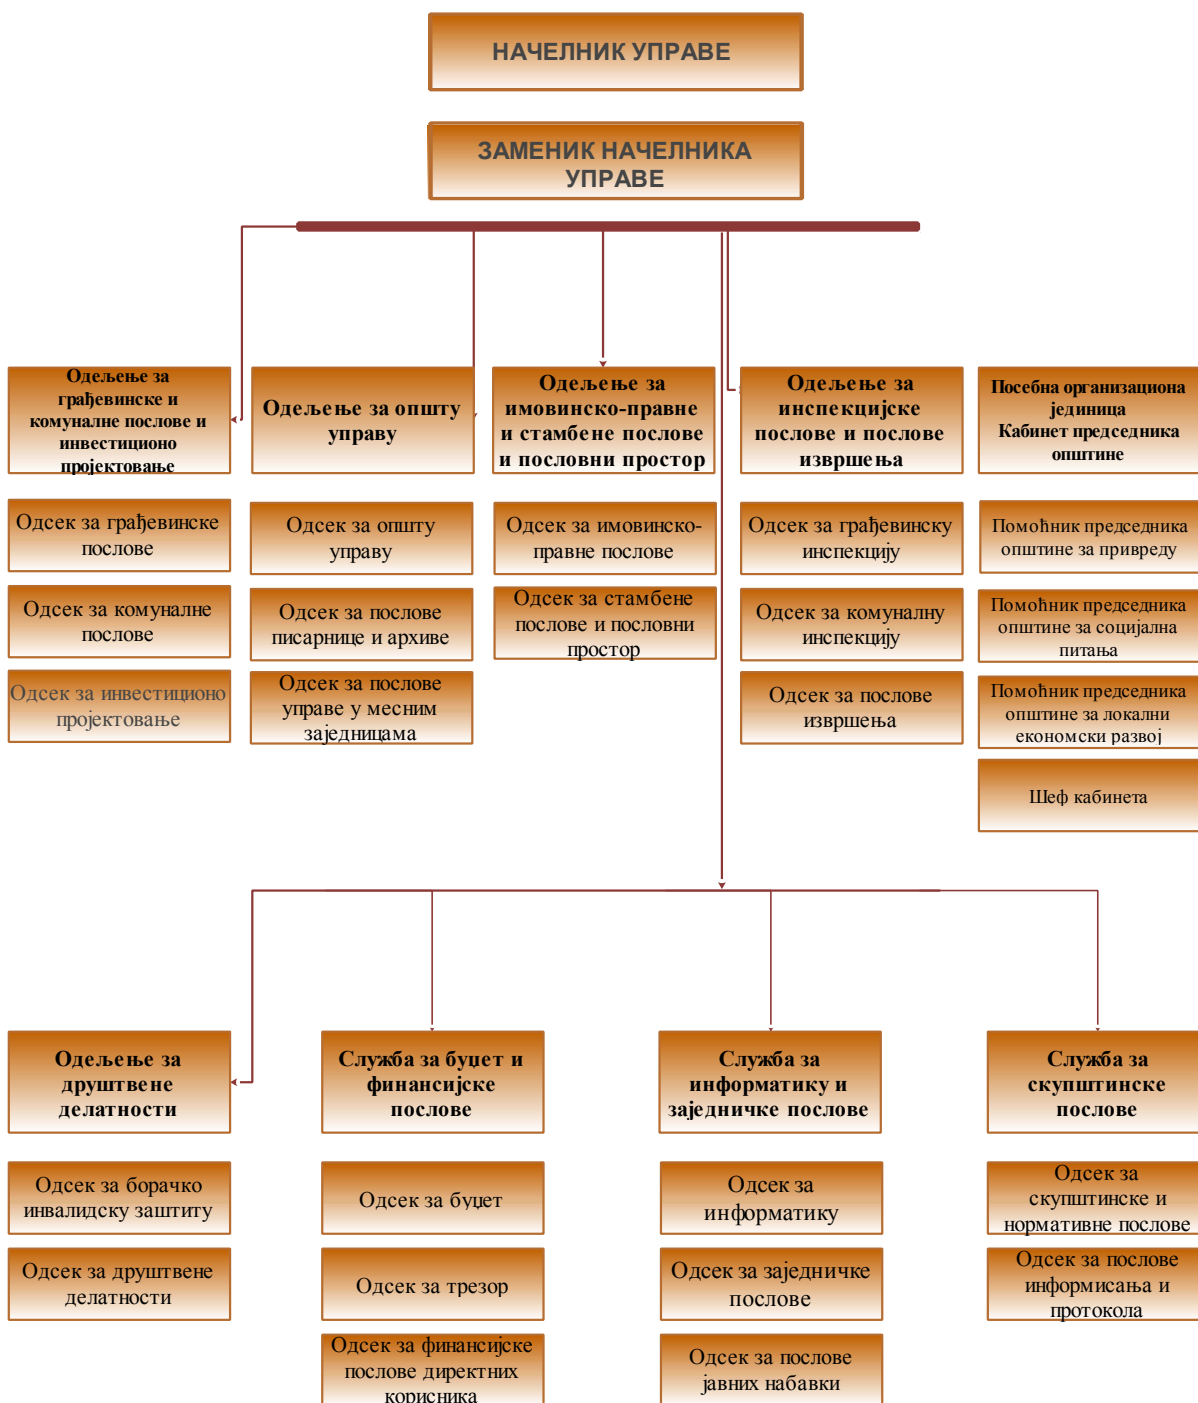 НАЧЕЛНИК УПРАВЕ
ЗАМЕНИК НАЧЕЛНИКА
УПРАВЕ
Одељење за
грађевинске и
комуналне послове и
инвестиционо
пројектовање
Одсек за грађевинске
послове
Одсек за комуналне
послове
Одсек за инвестиционо
пројектовање
Одељење за општу
управу
Одсек за општу
управу
Одсек за послове
писарнице и архиве
Одсек за послове
управе у месним
заједницама
Одељење за
имовинско-правне
и стамбене послове
и пословни простор
Одсек за имовинско-
правне послове
Одсек за стамбене
послове и пословни
простор
Одељење за
инспекцијске
послове и послове
извршења
Одсек за грађевинску
инспекцију
Одсек за комуналну
инспекцију
Одсек за послове
извршења
Посебна организациона
јединица
Кабинет председника
општине
Помоћник председника
општине за привреду
Помоћник председника
општине за социјална
питања
Помоћник председника
општине за локални
економски развој
Шеф кабинета
Одељење за
друштвене
делатности
Одсек за борачко
инвалидску заштиту
Одсек за друштвене
делатности
Служба за буџет и
финансијске
послове
Одсек за буџет
Одсек за трезор
Одсек за финансијске
послове директних
корисника
Служба за
информатику и
заједничке послове
Одсек за
информатику
Одсек за заједничке
послове
Одсек за послове
јавних набавки
Служба за
скупштинске
послове
Одсек за
скупштинске и
нормативне послове
Одсек за послове
информисања и
протокола